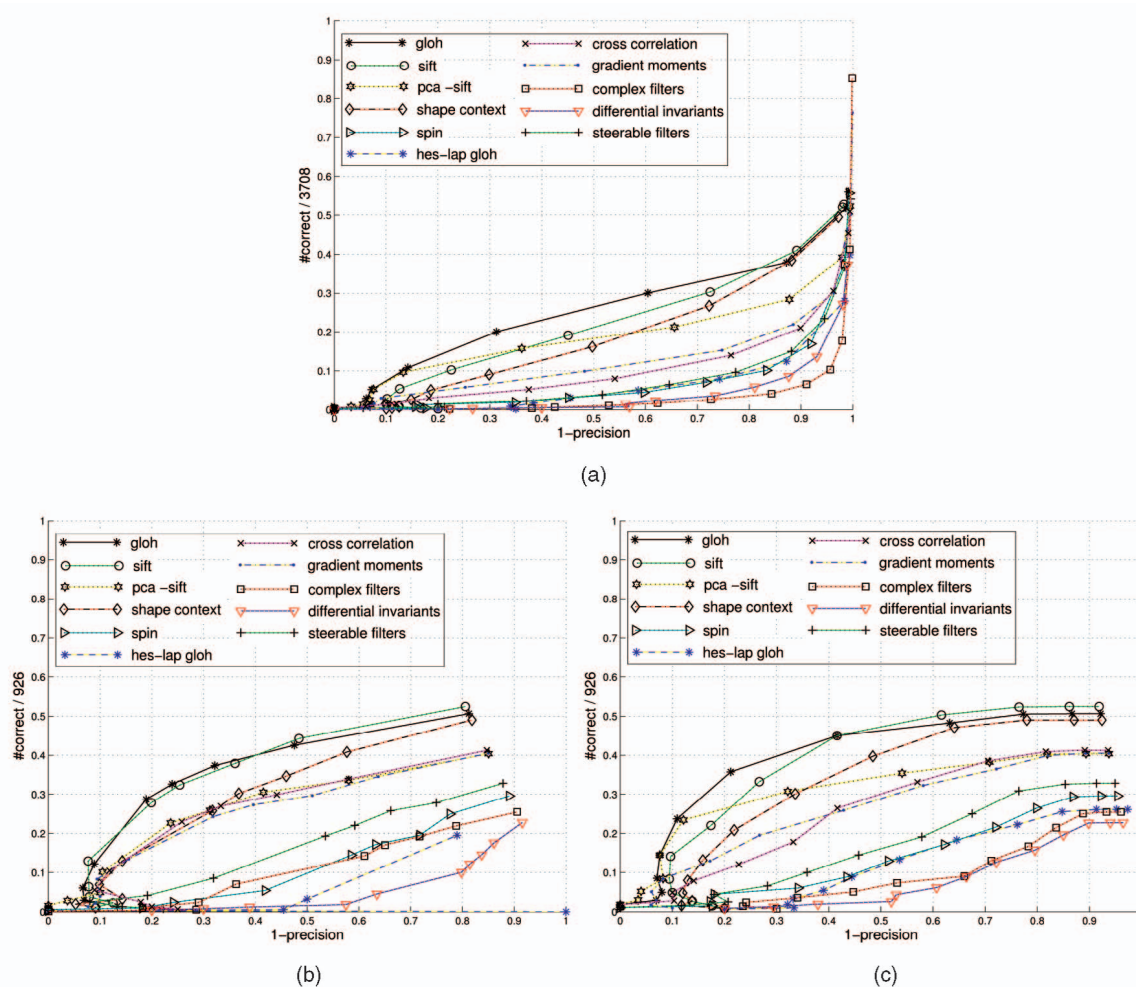 1
0.9
0.8
0.7
0.6
0.5
0.4
0.3
0.2
0.1
0
#correct / 3708
gloh
sift
pca -sift
shape context
spin
hes-lap gloh
cross correlation
gradient moments
complex filters
differential invariants
steerable filters
0 0.1 0.2 0.3 0.4 0.5 0.6 0.7 0.8 0.9 1
1-precision
(a)
1
0.9
0.8
0.7
0.6
0.5
0.4
0.3
0.2
0.1
0
#correct / 926
gloh
sift
pca -sift
shape context
spin
hes-lap gloh
cross correlation
gradient moments
complex filters
differential invariants
steerable filters
0 0.1 0.2 0.3 0.4 0.5 0.6 0.7 0.8 0.9 1
1-precision
(b)
1
0.9
0.8
0.7
0.6
0.5
0.4
0.3
0.2
0.1
0
#correct / 926
gloh
sift
pca -sift
shape context
spin
hes-lap gloh
cross correlation
gradient moments
complex filters
differential invariants
steerable filters
0 0.1 0.2 0.3 0.4 0.5 0.6 0.7 0.8 0.9
1-precision
(c)